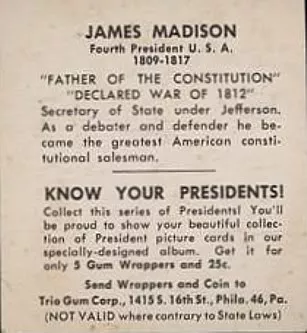 JAMES MADISON
Fourth President U. S. A.
1809-1817
"FATHER OF THE CONSTITUTION"
"DECLARED WAR OF 1812"
Secretary of State under Jefferson.
As a debater and defender he be-
came the greatest American consti-
tutional salesman.
KNOW YOUR PRESIDENTS!
Collect this series of Presidents! You'll
be proud to show your beautiful collec-
tion of President picture cards in our
specially-designed album. Get it for
only 5 Gum Wrappers and 25c.
Send Wrappers and Coin to
Trio Gum Corp., 1415 S. 16th St., Phila. 46, Pa.
(NOT VALID where contrary to State Laws)